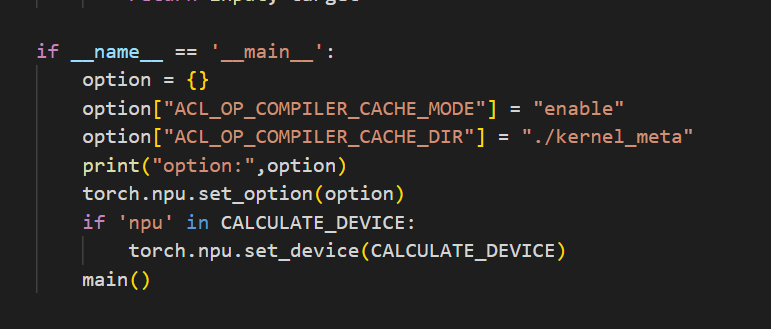 return input, target
if __name__ == '__main__':
    option = {}
    option["ACL_OP_COMPILER_CACHE_MODE"] = "enable"
    option["ACL_OP_COMPILER_CACHE_DIR"] = "./kernel_meta"
    print("option:",option)
    torch.npu.set_option(option)
    if 'npu' in CALCULATE_DEVICE:
        torch.npu.set_device(CALCULATE_DEVICE)
    main()